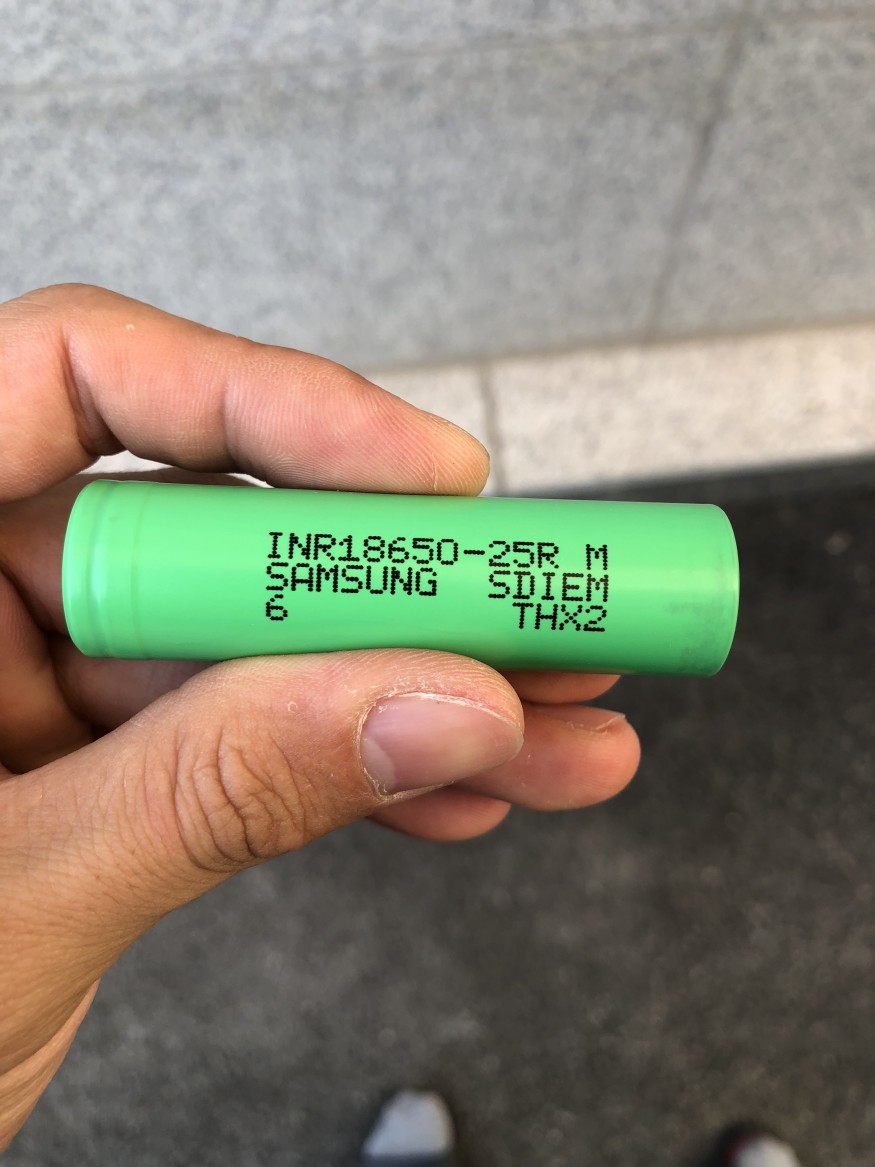 INR18650-25R M
SAMSUNG SDIEM
6 THX2